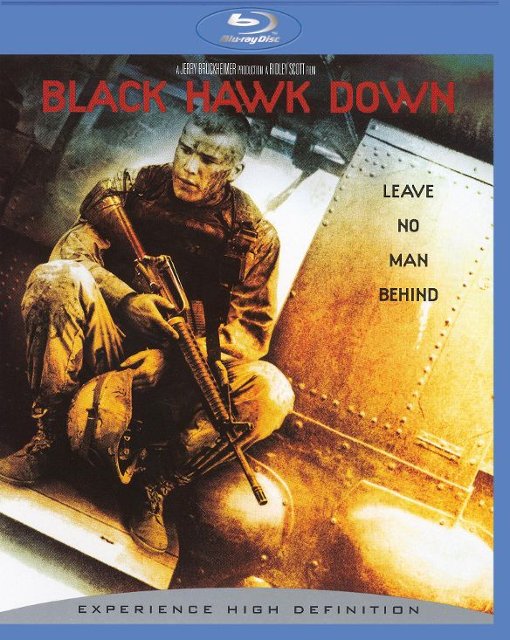 Blu-ray Disc
A JERRY BRUCKHEIMER PRODUCTION A RIDLEY SCOTT FILM
BLACK HAWK DOWN
LEAVE
NO
MAN
BEHIND
EXPERIENCE HIGH DEFINITION